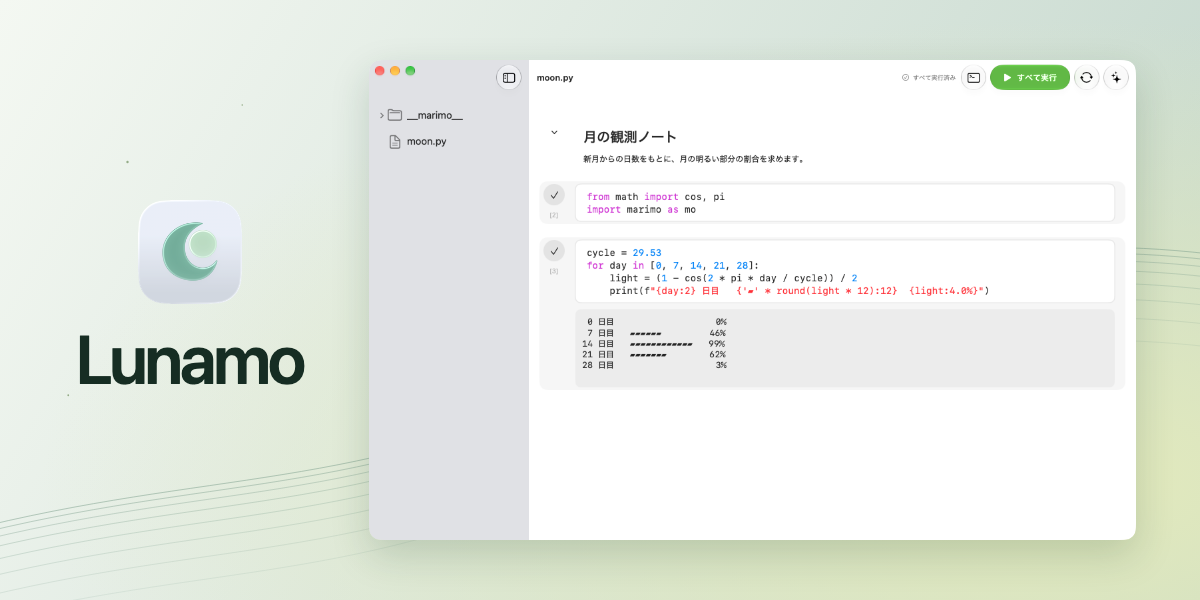 Lunamo
__marimo__
moon.py
moon.py
すべて実行済み
すべて実行
月の観測ノート
新月からの日数をもとに、月の明るい部分の割合を求めます。
[2]
from math import cos, pi
import marimo as mo
[3]
cycle = 29.53
for day in [0, 7, 14, 21, 28]:
    light = (1 - cos(2 * pi * day / cycle)) / 2
    print(f"{day:2} 日目   {'▰' * round(light * 12):12}  {light:4.0%}")
 0 日目                   0%
 7 日目   ▰▰▰▰▰▰         46%
14 日目   ▰▰▰▰▰▰▰▰▰▰▰▰   99%
21 日目   ▰▰▰▰▰▰▰        62%
28 日目                   3%